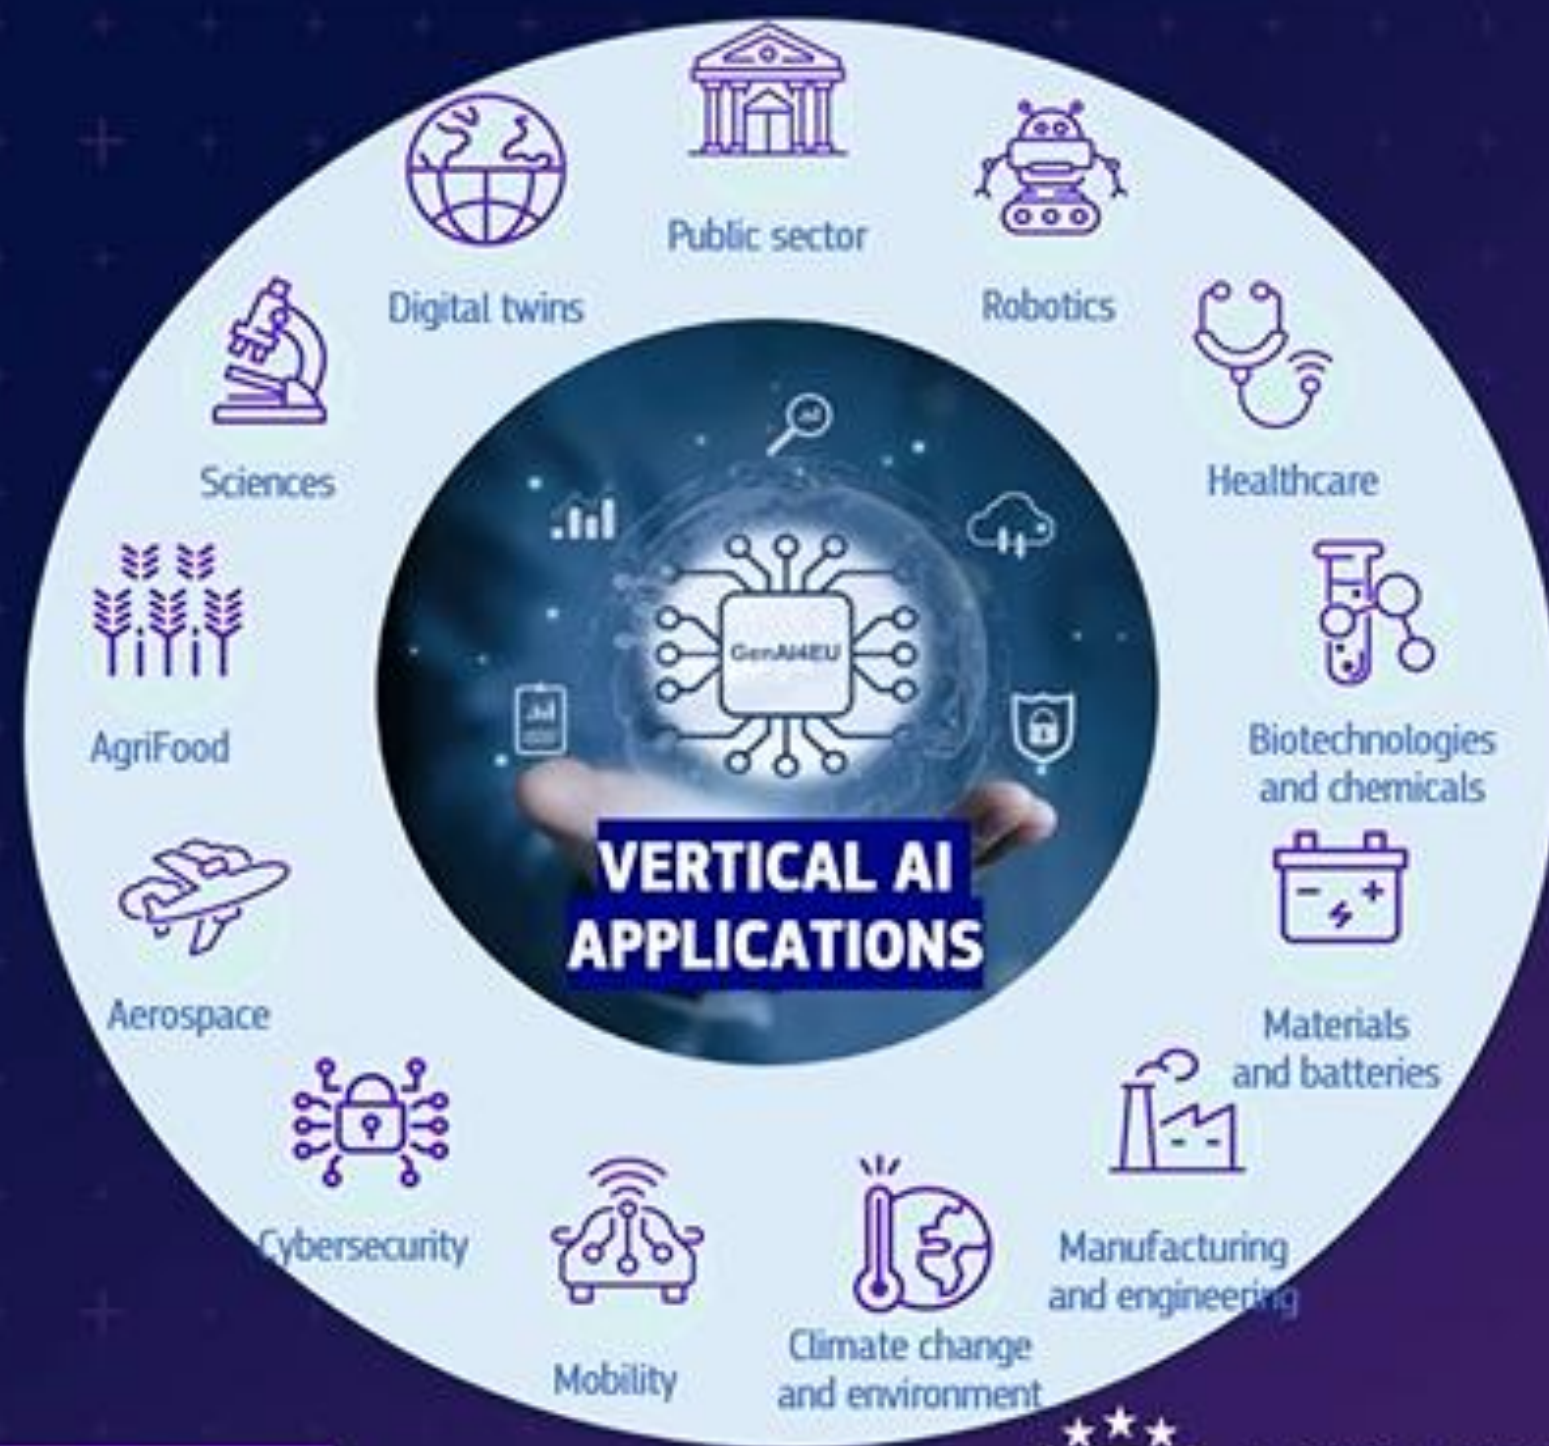 Public sector
Robotics
Healthcare
Biotechnologies
and chemicals
Materials
and batteries
Manufacturing
and engineering
Climate change
and environment
Mobility
Cybersecurity
Aerospace
AgriFood
Sciences
Digital twins
GenAI4EU
VERTICAL AI
APPLICATIONS